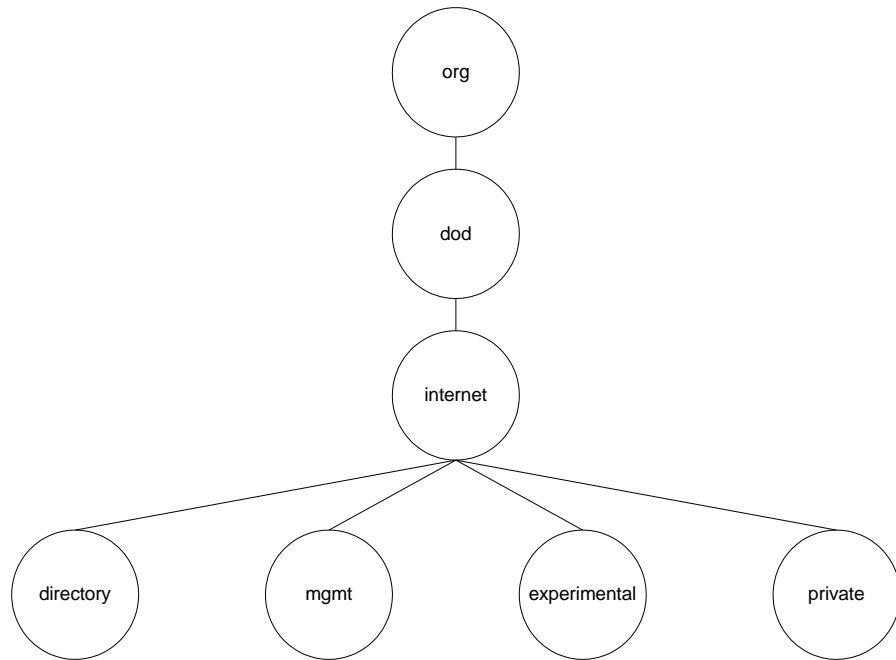 org
dod
internet
directory
mgmt
experimental
private